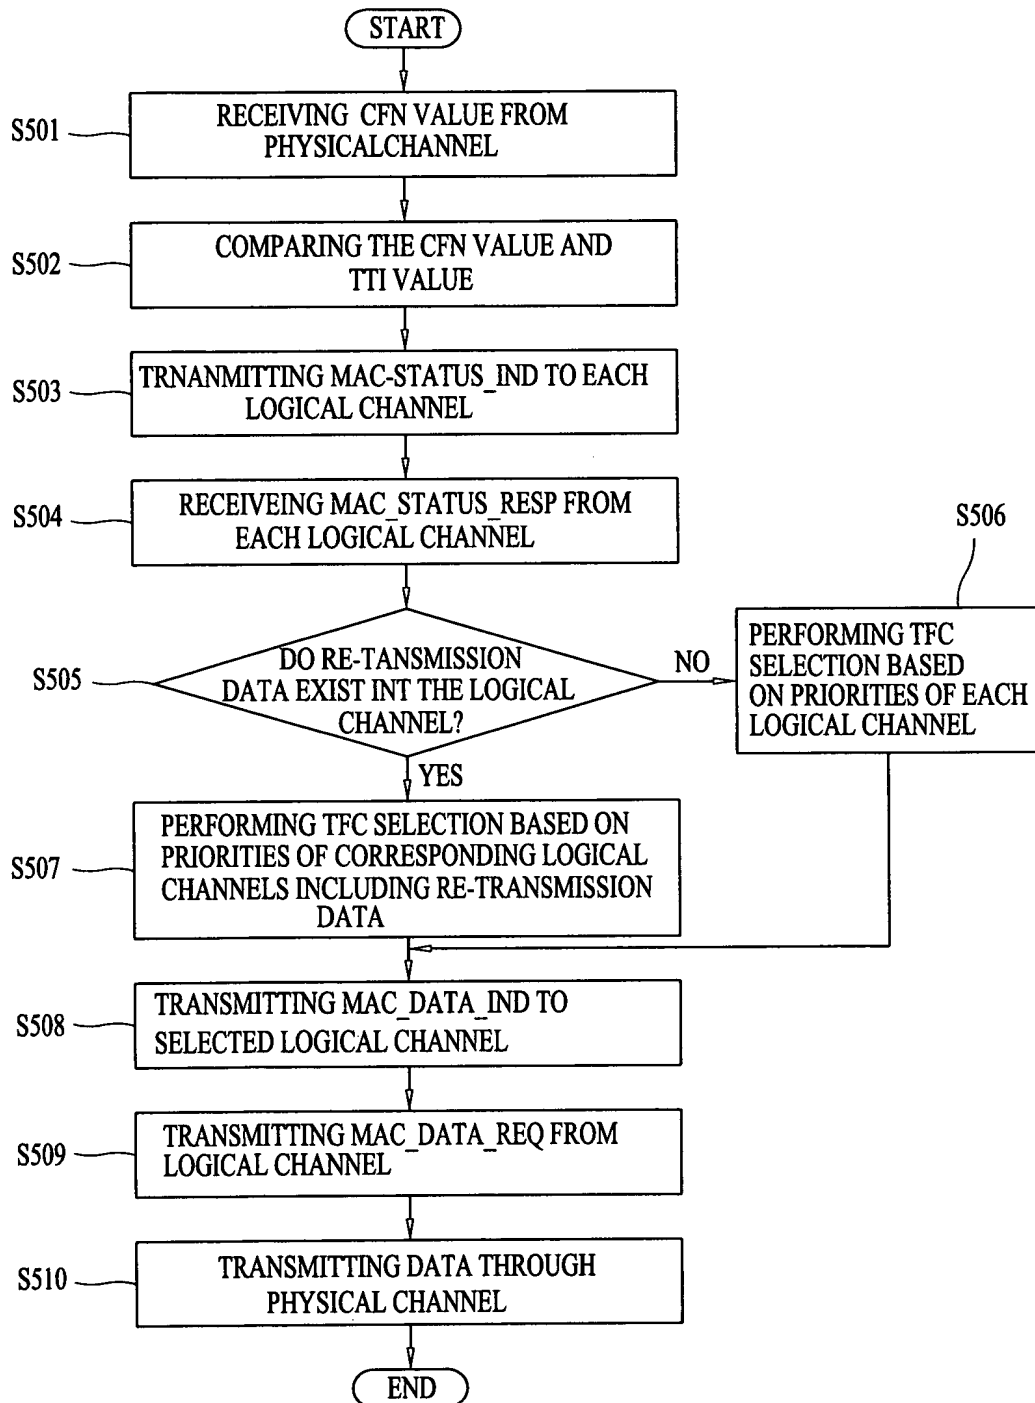 START
S501
RECEIVING CFN VALUE FROM
PHYSICALCHANNEL
S502
COMPARING THE CFN VALUE AND
TTI VALUE
S503
TRNANMITTING MAC-STATUS_IND TO EACH
LOGICAL CHANNEL
S504
RECEIVEING MAC_STATUS_RESP FROM
EACH LOGICAL CHANNEL
S505
DO RE-TANSMISSION
DATA EXIST INT THE LOGICAL
CHANNEL?
NO
S506
PERFORMING TFC
SELECTION BASED
ON PRIORITIES OF EACH
LOGICAL CHANNEL
YES
S507
PERFORMING TFC SELECTION BASED ON
PRIORITIES OF CORRESPONDING LOGICAL
CHANNELS INCLUDING RE-TRANSMISSION
DATA
S508
TRANSMITTING MAC_DATA_IND TO
SELECTED LOGICAL CHANNEL
S509
TRANSMITTING MAC_DATA_REQ FROM
LOGICAL CHANNEL
S510
TRANSMITTING DATA THROUGH
PHYSICAL CHANNEL
END